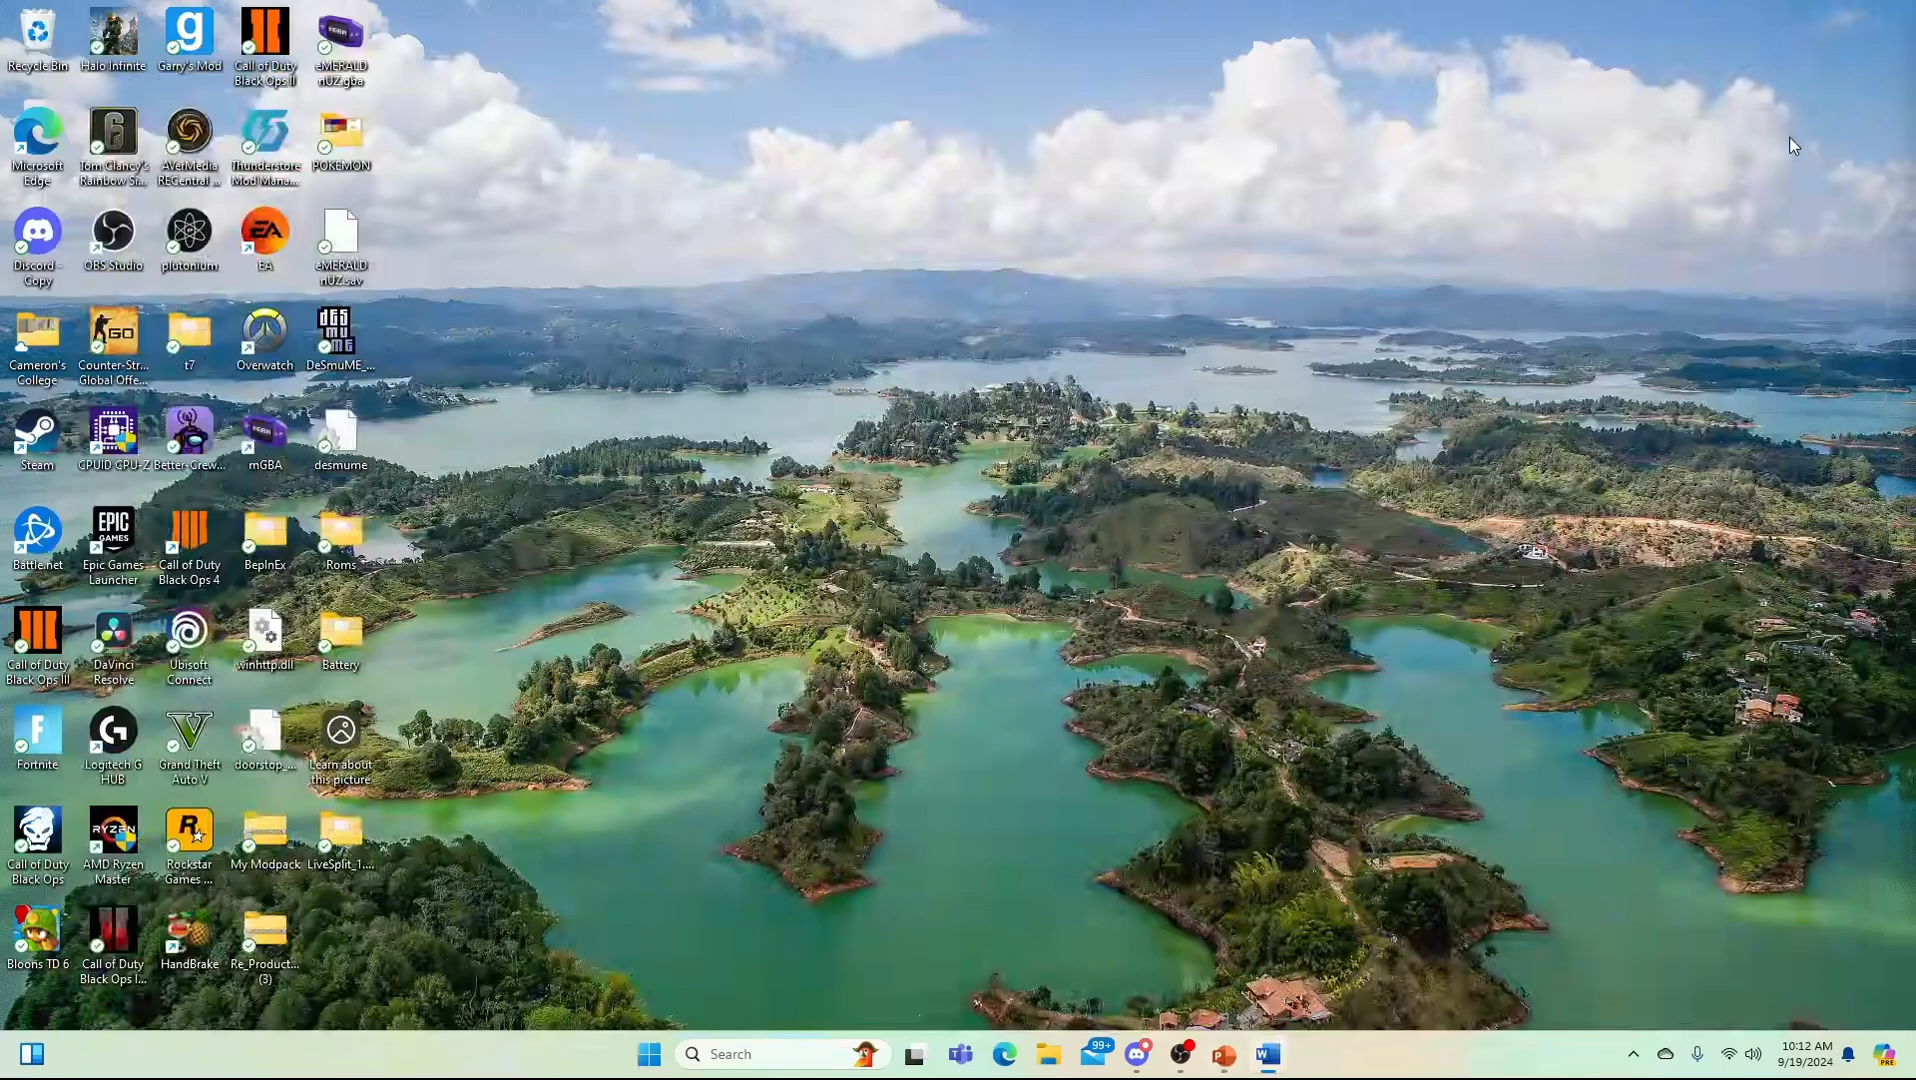 Recycle Bin
Halo Infinite
Garry's Mod
Call of Duty
Black Ops II
eMERALD
nUZ.gba
Microsoft
Edge
Tom Clancy's
Rainbow Si...
AVerMedia
RECentral ...
Thunderstore
Mod Mana...
POKEMON
Discord -
Copy
OBS Studio
plutonium
EA
eMERALD
nUZ.sav
Cameron's
College
GO
Counter-Str...
Global Offe...
t7
Overwatch
DeSmuME_...
Steam
CPUID CPU-Z
Better-Crew...
mGBA
desmume
Battle.net
EPIC
GAMES
Epic Games
Launcher
Call of Duty
Black Ops 4
BepInEx
Roms
Call of Duty
Black Ops III
DaVinci
Resolve
Ubisoft
Connect
winhttp.dll
Battery
Fortnite
Logitech G
HUB
Grand Theft
Auto V
doorstop_...
Learn about
this picture
Call of Duty
Black Ops
RYZEN
AMD Ryzen
Master
Rockstar
Games ...
My Modpack
LiveSplit_1....
Bloons TD 6
Call of Duty
Black Ops I...
HandBrake
Re_Product...
(3)
Search
99+
10:12 AM
9/19/2024
PRE